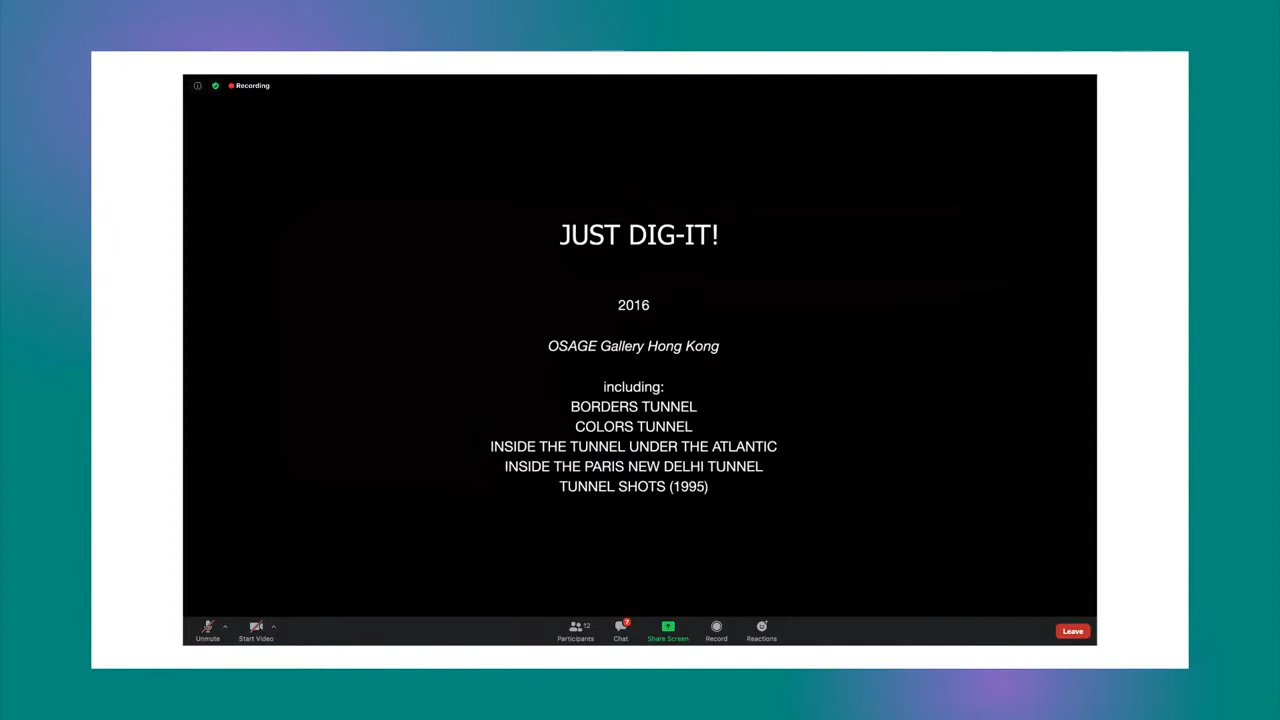 Recording
JUST DIG-IT!
2016
OSAGE Gallery Hong Kong
including:
BORDERS TUNNEL
COLORS TUNNEL
INSIDE THE TUNNEL UNDER THE ATLANTIC
INSIDE THE PARIS NEW DELHI TUNNEL
TUNNEL SHOTS (1995)
12
7
Unmute
Start Video
Participants
Chat
Share Screen
Record
Reactions
Leave